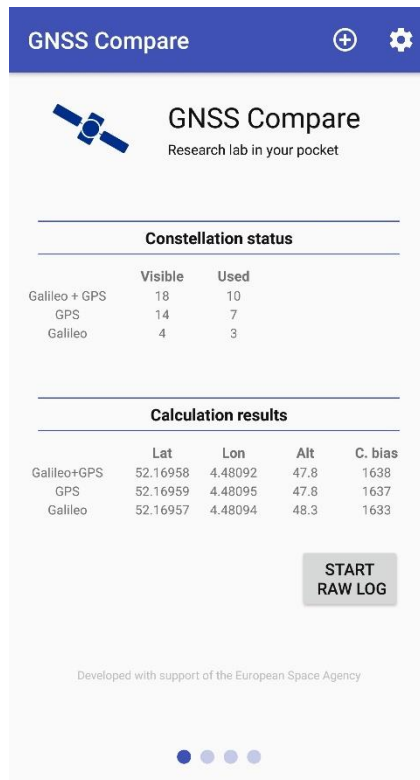 GNSS Compare
GNSS Compare
Research lab in your pocket
Constellation status
Visible Used
Galileo + GPS 18 10
GPS 14 7
Galileo 4 3
Calculation results
Lat Lon Alt C. bias
Galileo+GPS 52.16958 4.48092 47.8 1638
GPS 52.16959 4.48095 47.8 1637
Galileo 52.16957 4.48094 48.3 1633
START
RAW LOG
Developed with support of the European Space Agency